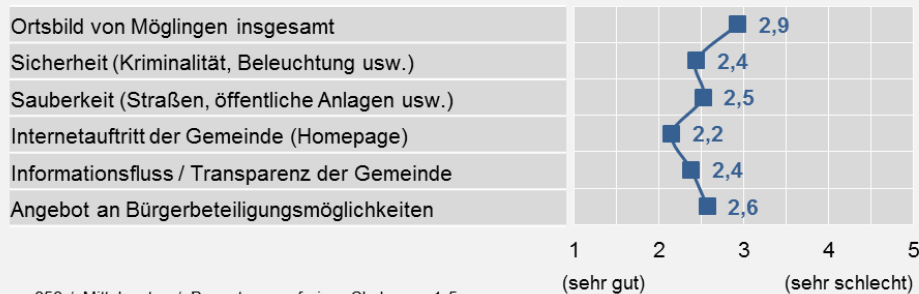 Ortsbild von Möglingen insgesamt 2,9
Sicherheit (Kriminalität, Beleuchtung usw.) 2,4
Sauberkeit (Straßen, öffentliche Anlagen usw.) 2,5
Internetauftritt der Gemeinde (Homepage) 2,2
Informationsfluss / Transparenz der Gemeinde 2,4
Angebot an Bürgerbeteiligungsmöglichkeiten 2,6
1 2 3 4 5
(sehr gut) (sehr schlecht)